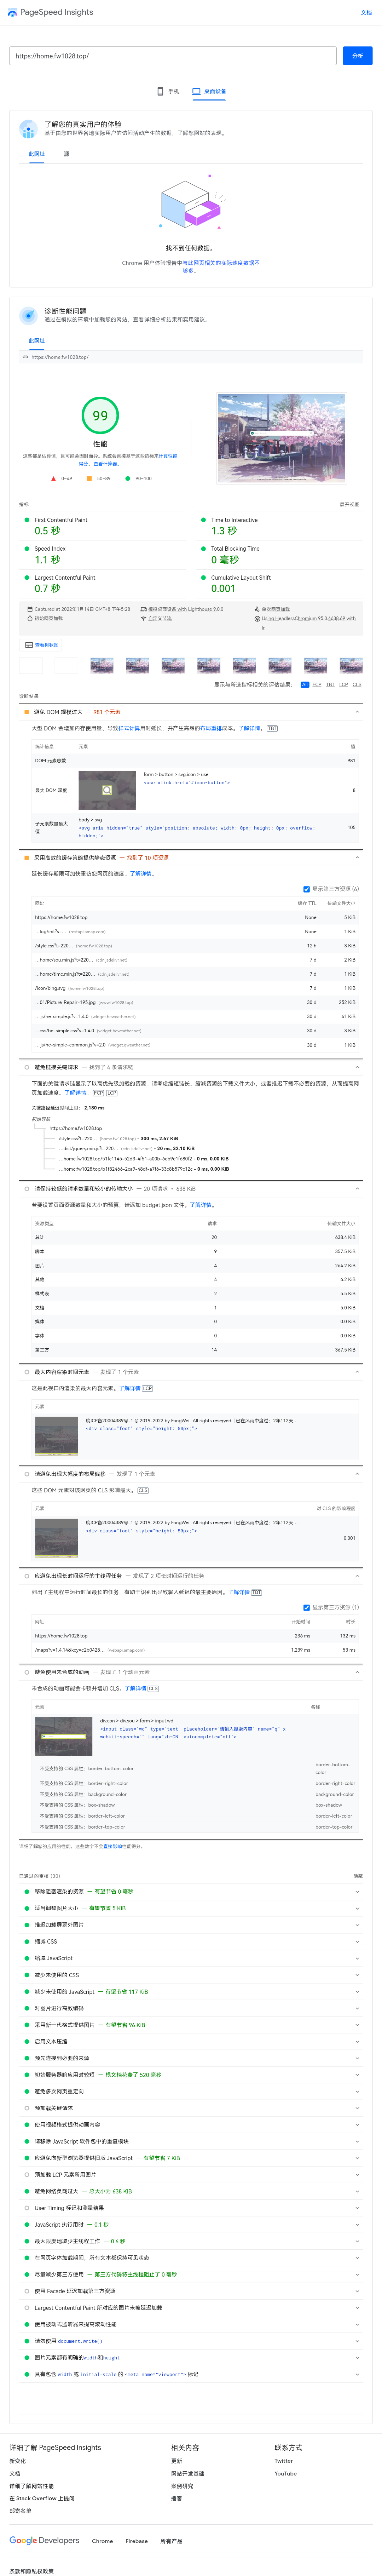 PageSpeed Insights
文档
https://home.fw1028.top/
分析
手机
桌面设备
了解您的真实用户的体验
基于由您的世界各地实际用户的访问活动产生的数据，了解您网站的表现。
此网址
源
找不到任何数据。
Chrome 用户体验报告中与此网页相关的实际速度数据不
够多。
诊断性能问题
通过在模拟的环境中加载您的网站，查看详细分析结果和实用建议。
此网址
https://home.fw1028.top/
99
性能
0–49
50–89
90–100
指标
展开视图
First Contentful Paint
0.5 秒
Time to Interactive
1.3 秒
Speed Index
1.1 秒
Total Blocking Time
0 毫秒
Largest Contentful Paint
0.7 秒
Cumulative Layout Shift
0.001
Captured at 2022年1月14日 GMT+8 下午5:28
模拟桌面设备 with Lighthouse 9.0.0
单次网页加载
初始网页加载
自定义节流
Using HeadlessChromium 95.0.4638.69 with
lr
查看树状图
显示与所选指标相关的评估结果:
All FCP TBT LCP CLS
诊断结果
避免 DOM 规模过大 — 981 个元素
大型 DOM 会增加内存使用量、导致样式计算用时延长，并产生高昂的布局重排成本。了解详情。 TBT
统计信息 元素 值
DOM 元素总数 981
最大 DOM 深度
form > button > svg.icon > use
<use xlink:href="#icon-button">
8
子元素数量最大
值
body > svg
<svg aria-hidden="true" style="position: absolute; width: 0px; height: 0px; overflow:
hidden;">
105
采用高效的缓存策略提供静态资源 — 找到了 10 项资源
延长缓存期限可加快重访您网页的速度。了解详情。
显示第三方资源 (6)
网址 缓存 TTL 传输文件大小
https://home.fw1028.top None 5 KiB
None 1 KiB
/style.css?t=220… (home.fw1028.top) 12 h 3 KiB
…home/sou.min.js?t=220… (cdn.jsdelivr.net) 7 d 2 KiB
…home/time.min.js?t=220… (cdn.jsdelivr.net) 7 d 1 KiB
/icon/bing.svg (home.fw1028.top) 7 d 1 KiB
…01/Picture_Repair-195.jpg (www.fw1028.top) 30 d 252 KiB
…js/he-simple.js?v=1.4.0 (widget.heweather.net) 30 d 61 KiB
…css/he-simple.css?v=1.4.0 (widget.heweather.net) 30 d 3 KiB
…js/he-simple-common.js?v=2.0 (widget.qweather.net) 30 d 1 KiB
避免链接关键请求 — 找到了 4 条请求链
下面的关键请求链显示了以高优先级加载的资源。请考虑缩短链长、缩减资源的下载文件大小，或者推迟下载不必要的资源，从而提高网
页加载速度。了解详情。 FCP LCP
关键路径延迟时间上限: 2,180 ms
初始导航
https://home.fw1028.top
/style.css?t=220… (home.fw1028.top) - 300 ms, 2.67 KiB
…dist/jquery.min.js?t=220… (cdn.jsdelivr.net) - 20 ms, 32.10 KiB
- 0 ms, 0.00 KiB
- 0 ms, 0.00 KiB
请保持较低的请求数量和较小的传输大小 — 20 项请求 • 638 KiB
若要设置页面资源数量和大小的预算，请添加 budget.json 文件。了解详情。
资源类型 请求 传输文件大小
总计 20 638.4 KiB
脚本 9 357.5 KiB
图片 4 264.2 KiB
其他 4 6.2 KiB
样式表 2 5.5 KiB
文档 1 5.0 KiB
媒体 0 0.0 KiB
字体 0 0.0 KiB
第三方 14 367.5 KiB
最大内容渲染时间元素 — 发现了 1 个元素
这是此视口内渲染的最大内容元素。了解详情 LCP
元素
皖ICP备20004389号-1 © 2019-2022 by FangWei . All rights reserved. | 已在风雨中度过：2年112天…
<div class="foot" style="height: 50px;">
请避免出现大幅度的布局偏移 — 发现了 1 个元素
这些 DOM 元素对该网页的 CLS 影响最大。 CLS
元素 对 CLS 的影响程度
皖ICP备20004389号-1 © 2019-2022 by FangWei . All rights reserved. | 已在风雨中度过：2年112天…
<div class="foot" style="height: 50px;">
0.001
应避免出现长时间运行的主线程任务 — 发现了 2 项长时间运行的任务
列出了主线程中运行时间最长的任务，有助于识别出导致输入延迟的最主要原因。了解详情 TBT
显示第三方资源 (1)
网址 开始时间 时长
https://home.fw1028.top 236 ms 132 ms
1,239 ms 53 ms
避免使用未合成的动画 — 发现了 1 个动画元素
未合成的动画可能会卡顿并增加 CLS。了解详情 CLS
元素 名称
div.con > div.sou > form > input.wd
<input class="wd" type="text" placeholder="请输入搜索内容" name="q" x-
webkit-speech="" lang="zh-CN" autocomplete="off">
不受支持的 CSS 属性：border-bottom-color border-bottom-
color
不受支持的 CSS 属性：border-right-color border-right-color
不受支持的 CSS 属性：background-color background-color
不受支持的 CSS 属性：box-shadow box-shadow
不受支持的 CSS 属性：border-left-color border-left-color
不受支持的 CSS 属性：border-top-color border-top-color
详细了解您的应用的性能。这些数字不会直接影响性能得分。
已通过的审核 (30)
隐藏
移除阻塞渲染的资源 — 有望节省 0 毫秒
适当调整图片大小 — 有望节省 5 KiB
推迟加载屏幕外图片
缩减 CSS
缩减 JavaScript
减少未使用的 CSS
减少未使用的 JavaScript — 有望节省 117 KiB
对图片进行高效编码
采用新一代格式提供图片 — 有望节省 96 KiB
启用文本压缩
预先连接到必要的来源
初始服务器响应用时较短 — 根文档花费了 520 毫秒
避免多次网页重定向
预加载关键请求
使用视频格式提供动画内容
请移除 JavaScript 软件包中的重复模块
应避免向新型浏览器提供旧版 JavaScript — 有望节省 7 KiB
预加载 LCP 元素所用图片
避免网络负载过大 — 总大小为 638 KiB
User Timing 标记和测量结果
JavaScript 执行用时 — 0.1 秒
最大限度地减少主线程工作 — 0.6 秒
在网页字体加载期间，所有文本都保持可见状态
尽量减少第三方使用 — 第三方代码将主线程阻止了 0 毫秒
使用 Facade 延迟加载第三方资源
Largest Contentful Paint 所对应的图片未被延迟加载
使用被动式监听器来提高滚动性能
请勿使用 document.write()
图片元素都有明确的width和height
具有包含 width 或 initial-scale 的 <meta name="viewport"> 标记
详细了解 PageSpeed Insights
相关内容
联系方式
新变化
更新
Twitter
文档
网站开发基础
YouTube
详细了解网站性能
案例研究
在 Stack Overflow 上提问
播客
邮寄名单
Google Developers
Chrome
Firebase
所有产品
条款和隐私权政策